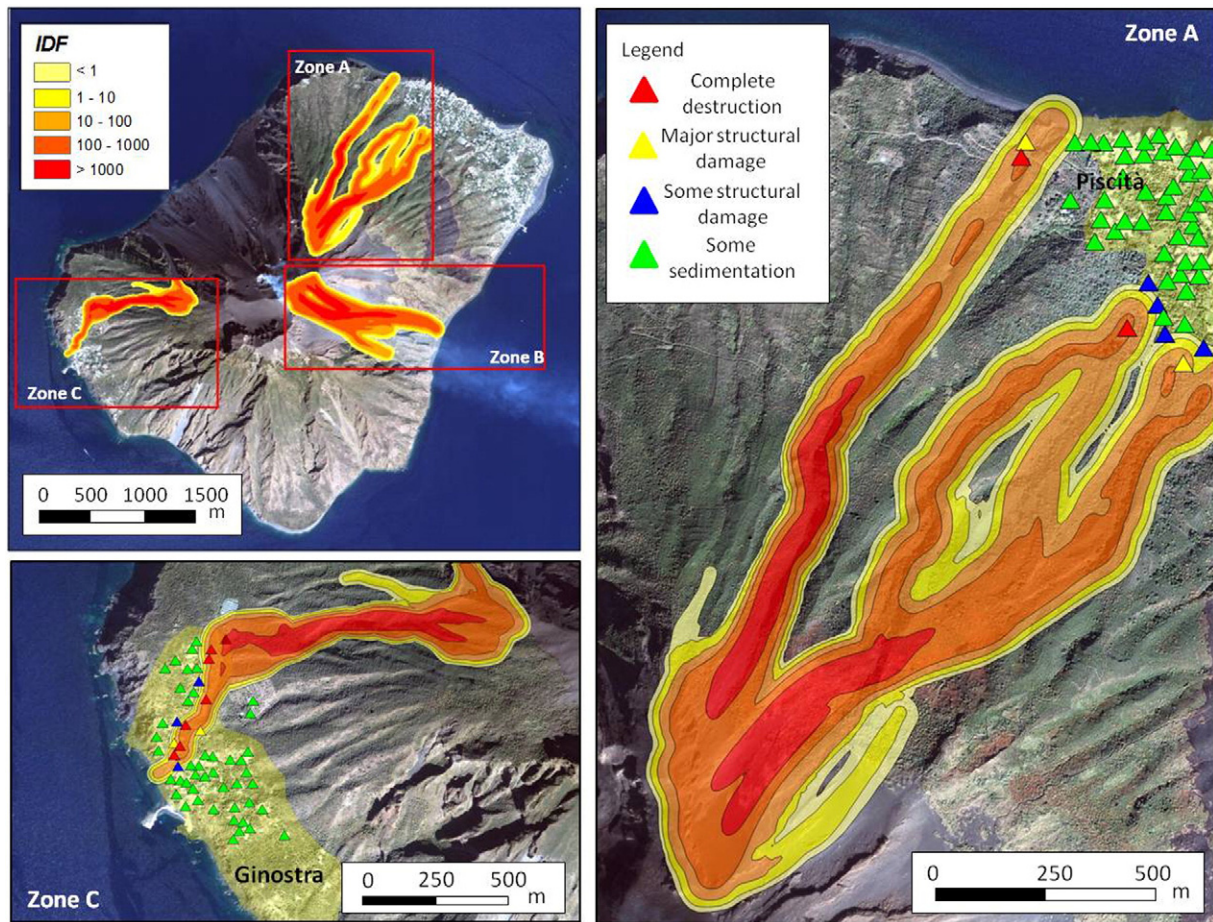 IDF
< 1
1 - 10
10 - 100
100 - 1000
> 1000
Zone A
Zone B
Zone C
0 500 1000 1500
m
Zone A
Legend
Complete
destruction
Major structural
damage
Some structural
damage
Some
sedimentation
Piscità
0 250 500
m
Ginostra
0 250 500
m
Zone C